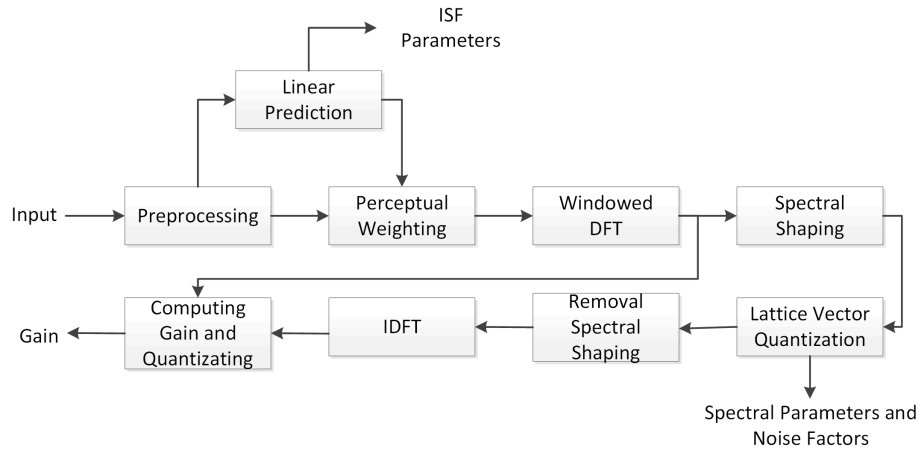 ISF
Parameters
Linear
Prediction
Input
Preprocessing
Perceptual
Weighting
Windowed
DFT
Spectral
Shaping
Gain
Computing
Gain and
Quantizating
IDFT
Removal
Spectral
Shaping
Lattice Vector
Quantization
Spectral Parameters and
Noise Factors